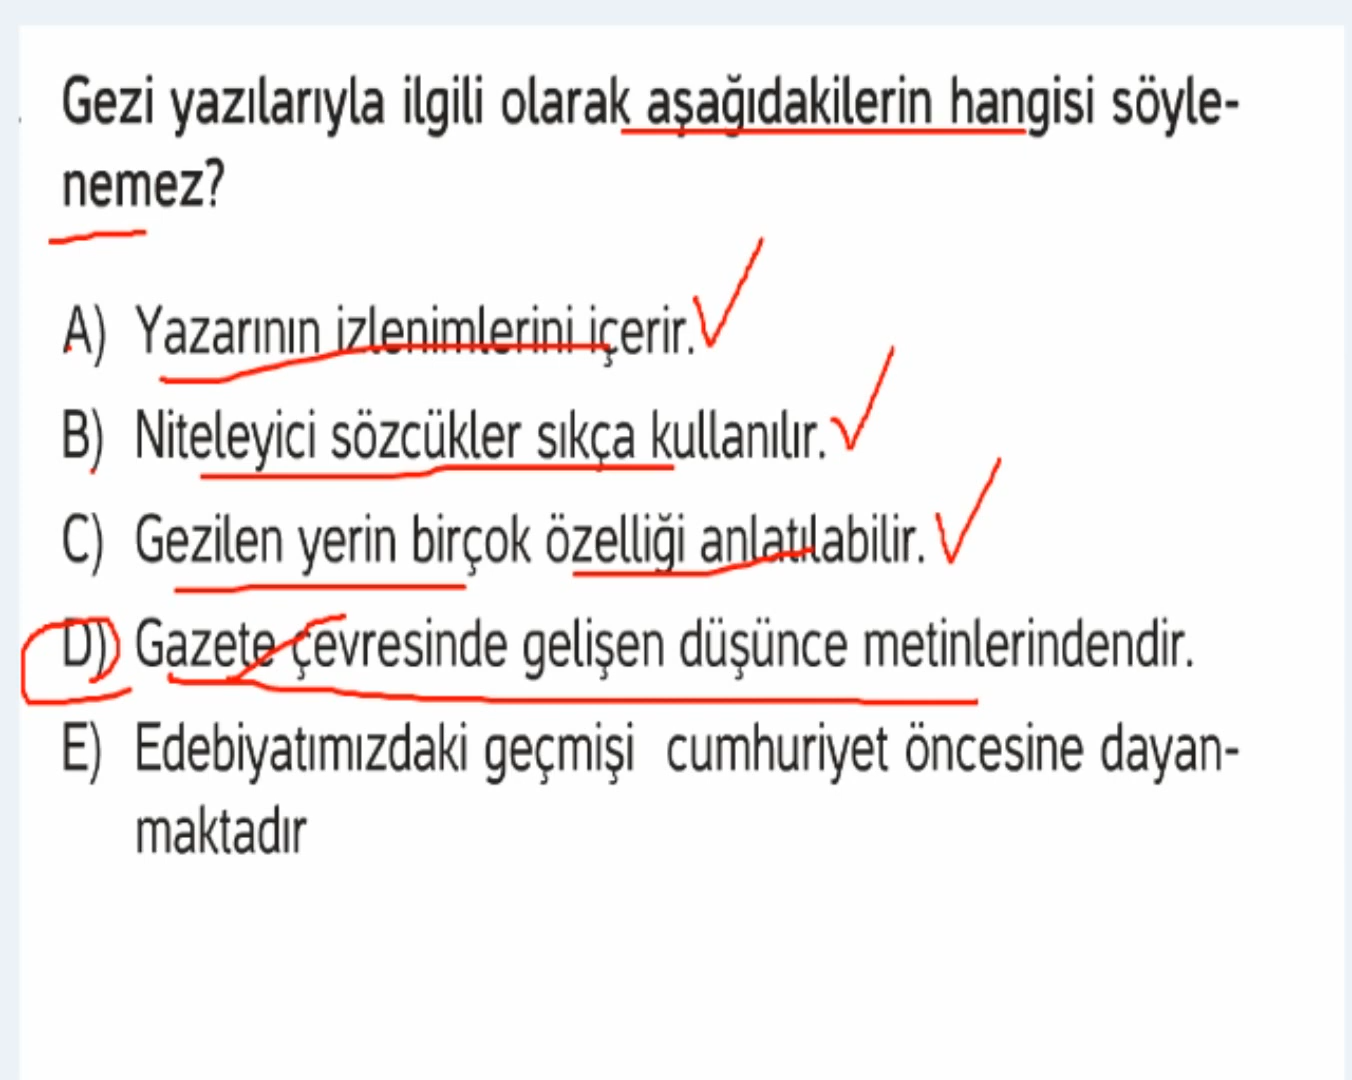 Gezi yazılarıyla ilgili olarak aşağıdakilerin hangisi söyle-
nemez?
A) Yazarının izlenimlerini içerir.
B) Niteleyici sözcükler sıkça kullanılır.
C) Gezilen yerin birçok özelliği anlatılabilir.
D) Gazete çevresinde gelişen düşünce metinlerindendir.
E) Edebiyatımızdaki geçmişi cumhuriyet öncesine dayan-
maktadır